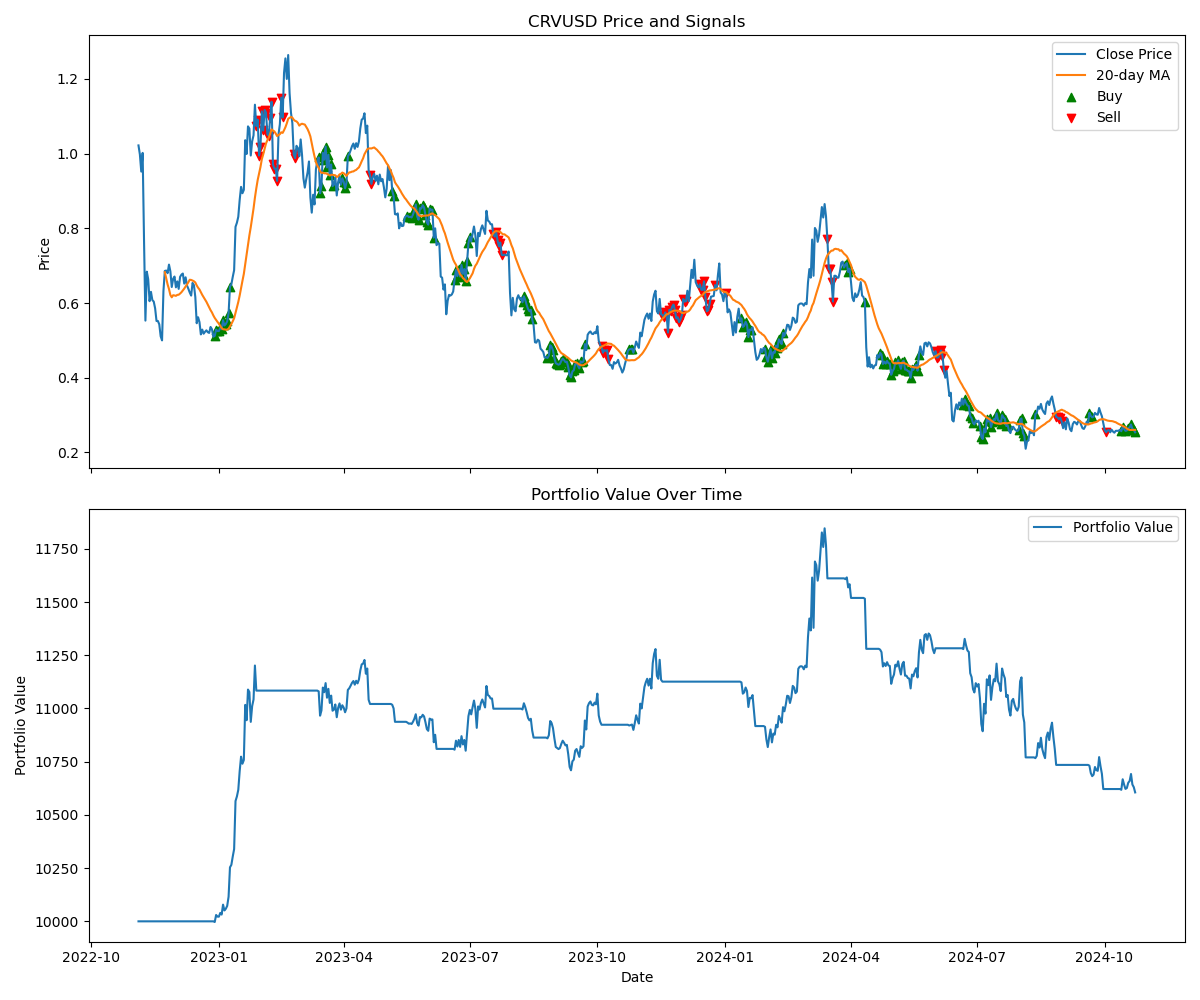 CRVUSD Price and Signals
Close Price
20-day MA
Buy
Sell
Price
1.2
1.0
0.8
0.6
0.4
0.2
Portfolio Value Over Time
Portfolio Value
Portfolio Value
11750
11500
11250
11000
10750
10500
10250
10000
2022-10 2023-01 2023-04 2023-07 2023-10 2024-01 2024-04 2024-07 2024-10
Date